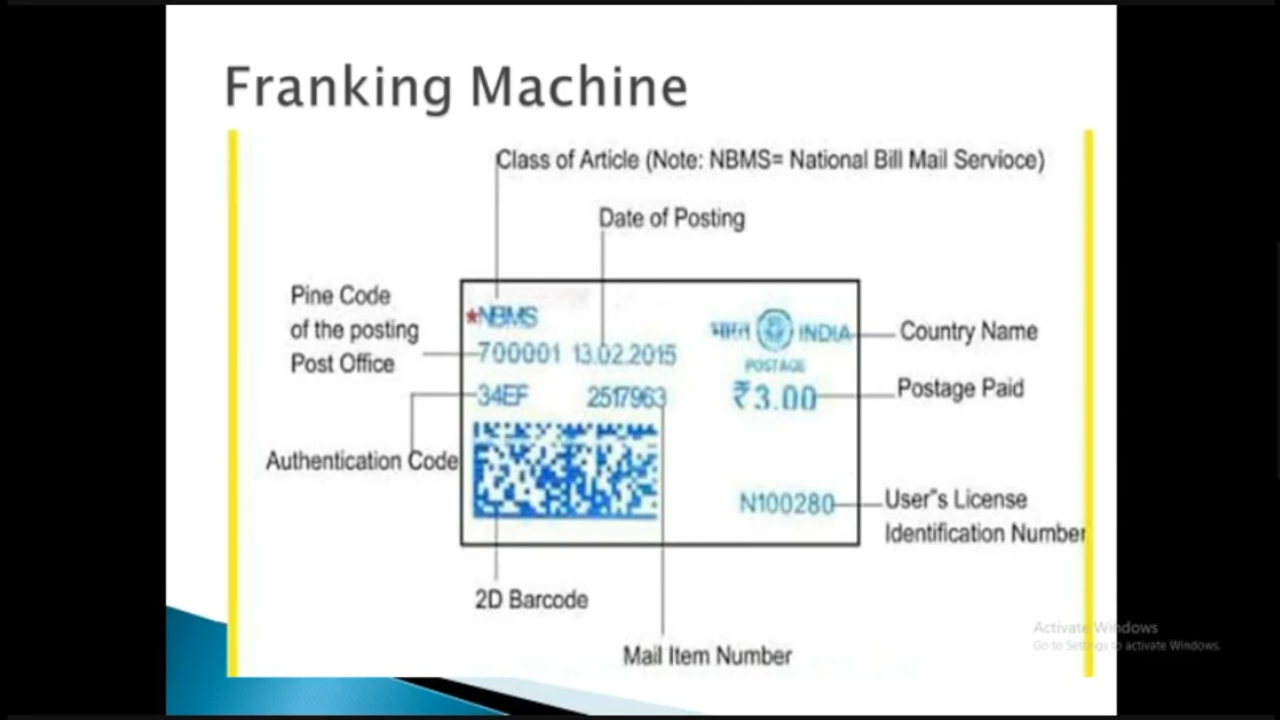 Franking Machine
Class of Article (Note: NBMS= National Bill Mail Servioce)
Date of Posting
Pine Code
of the posting
Post Office
*NBMS
700001 13.02.2015
34EF 2517963
भारत INDIA
POSTAGE
₹3.00
N100280
Country Name
Postage Paid
Authentication Code
User"s License
Identification Number
2D Barcode
Mail Item Number
Activate Windows
Go to Settings to activate Windows.